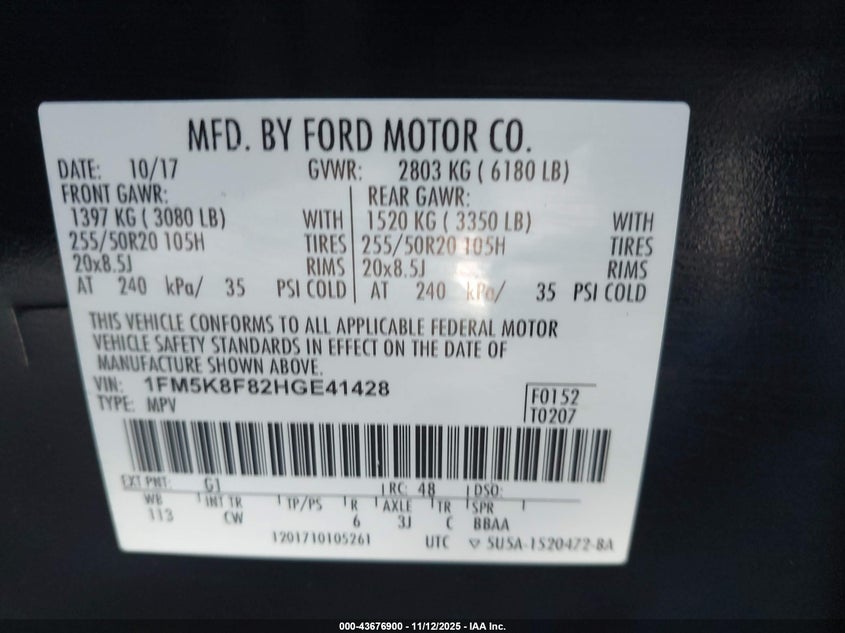 MFD. BY FORD MOTOR CO.
DATE: 10/17 GVWR: 2803 KG ( 6180 LB)
FRONT GAWR: REAR GAWR:
1397 KG ( 3080 LB) WITH 1520 KG ( 3350 LB) WITH
255/50R20 105H TIRES 255/50R20 105H TIRES
20x8.5J RIMS 20x8.5J RIMS
AT 240 kPa/ 35 PSI COLD AT 240 kPa/ 35 PSI COLD
THIS VEHICLE CONFORMS TO ALL APPLICABLE FEDERAL MOTOR
VEHICLE SAFETY STANDARDS IN EFFECT ON THE DATE OF
MANUFACTURE SHOWN ABOVE.
VIN: 1FM5K8F82HGE41428
TYPE: MPV
F0152
T0207
EXT PNT: G1 RC: 48 DSO:
WB INT TR TP/PS R AXLE TR SPR
113 CW 6 3J C BBAA
1201710105261 UTC 5U5A-1520472-BA
000-43676900 - 11/12/2025 - IAA Inc.